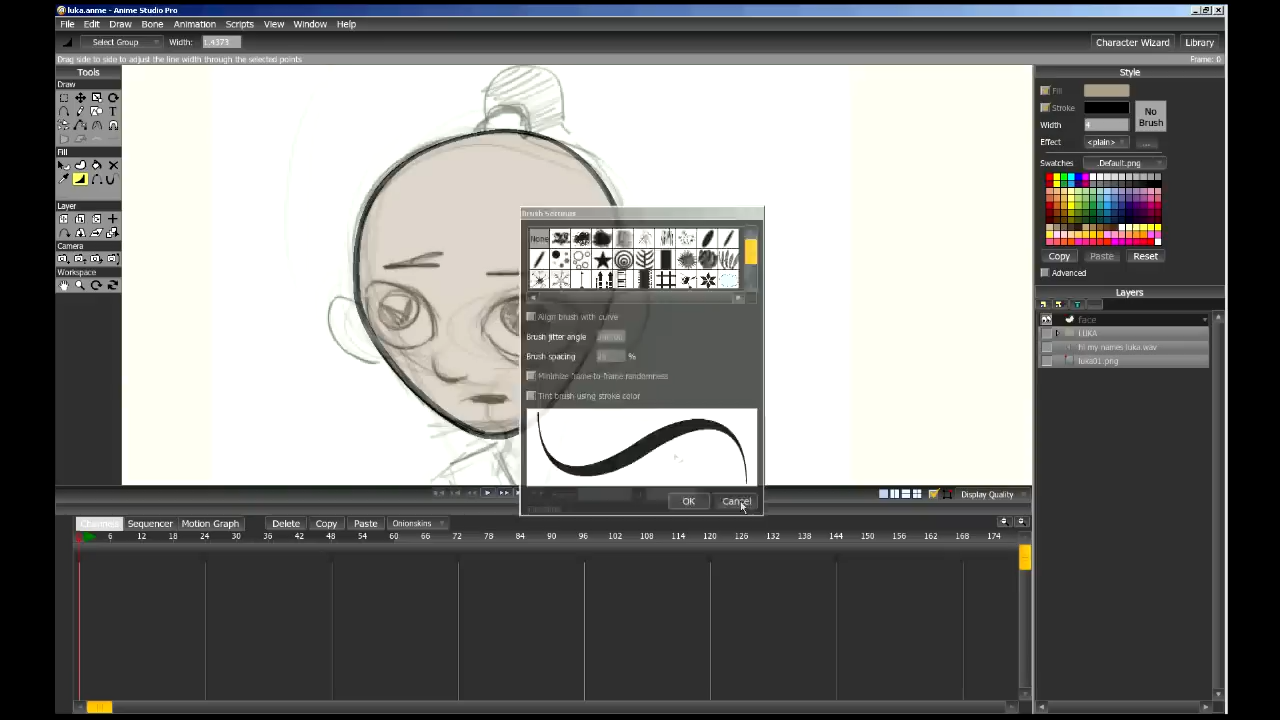 luka.anme - Anime Studio Pro
File Edit Draw Bone Animation Scripts View Window Help
Select Group Width: 1.4373 Character Wizard Library
Drag side to side to adjust the line width through the selected points Frame: 0
Tools
Draw
Fill
Layer
Camera
Workspace
Style
Fill
Stroke
No Brush
Width 4
Effect <plain> ...
Swatches _Default.png
Copy Paste Reset
Advanced
Layers
face
LUKA
hi my names luka.wav
luka01.png
Brush Settings
None
Align brush with curve
Brush jitter angle
Brush spacing %
Minimize frame-to-frame randomness
Tint brush using stroke color
OK Cancel
Display Quality
Channels Sequencer Motion Graph Delete Copy Paste Onionskins
6 12 18 24 30 36 42 48 54 60 66 72 78 84 90 96 102 108 114 120 126 132 138 144 150 156 162 168 174